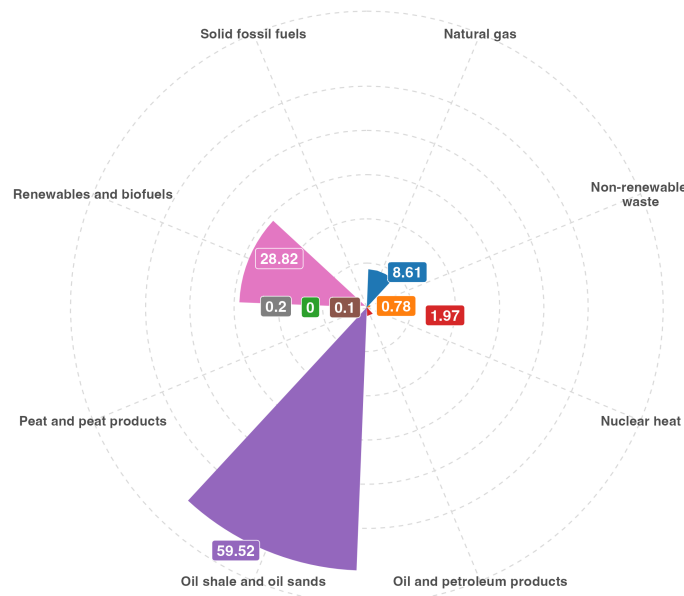 Solid fossil fuels
Natural gas
Renewables and biofuels
Non-renewable
waste
28.82
8.61
0.2
0
0.1
0.78
1.97
Peat and peat products
Nuclear heat
59.52
Oil shale and oil sands
Oil and petroleum products